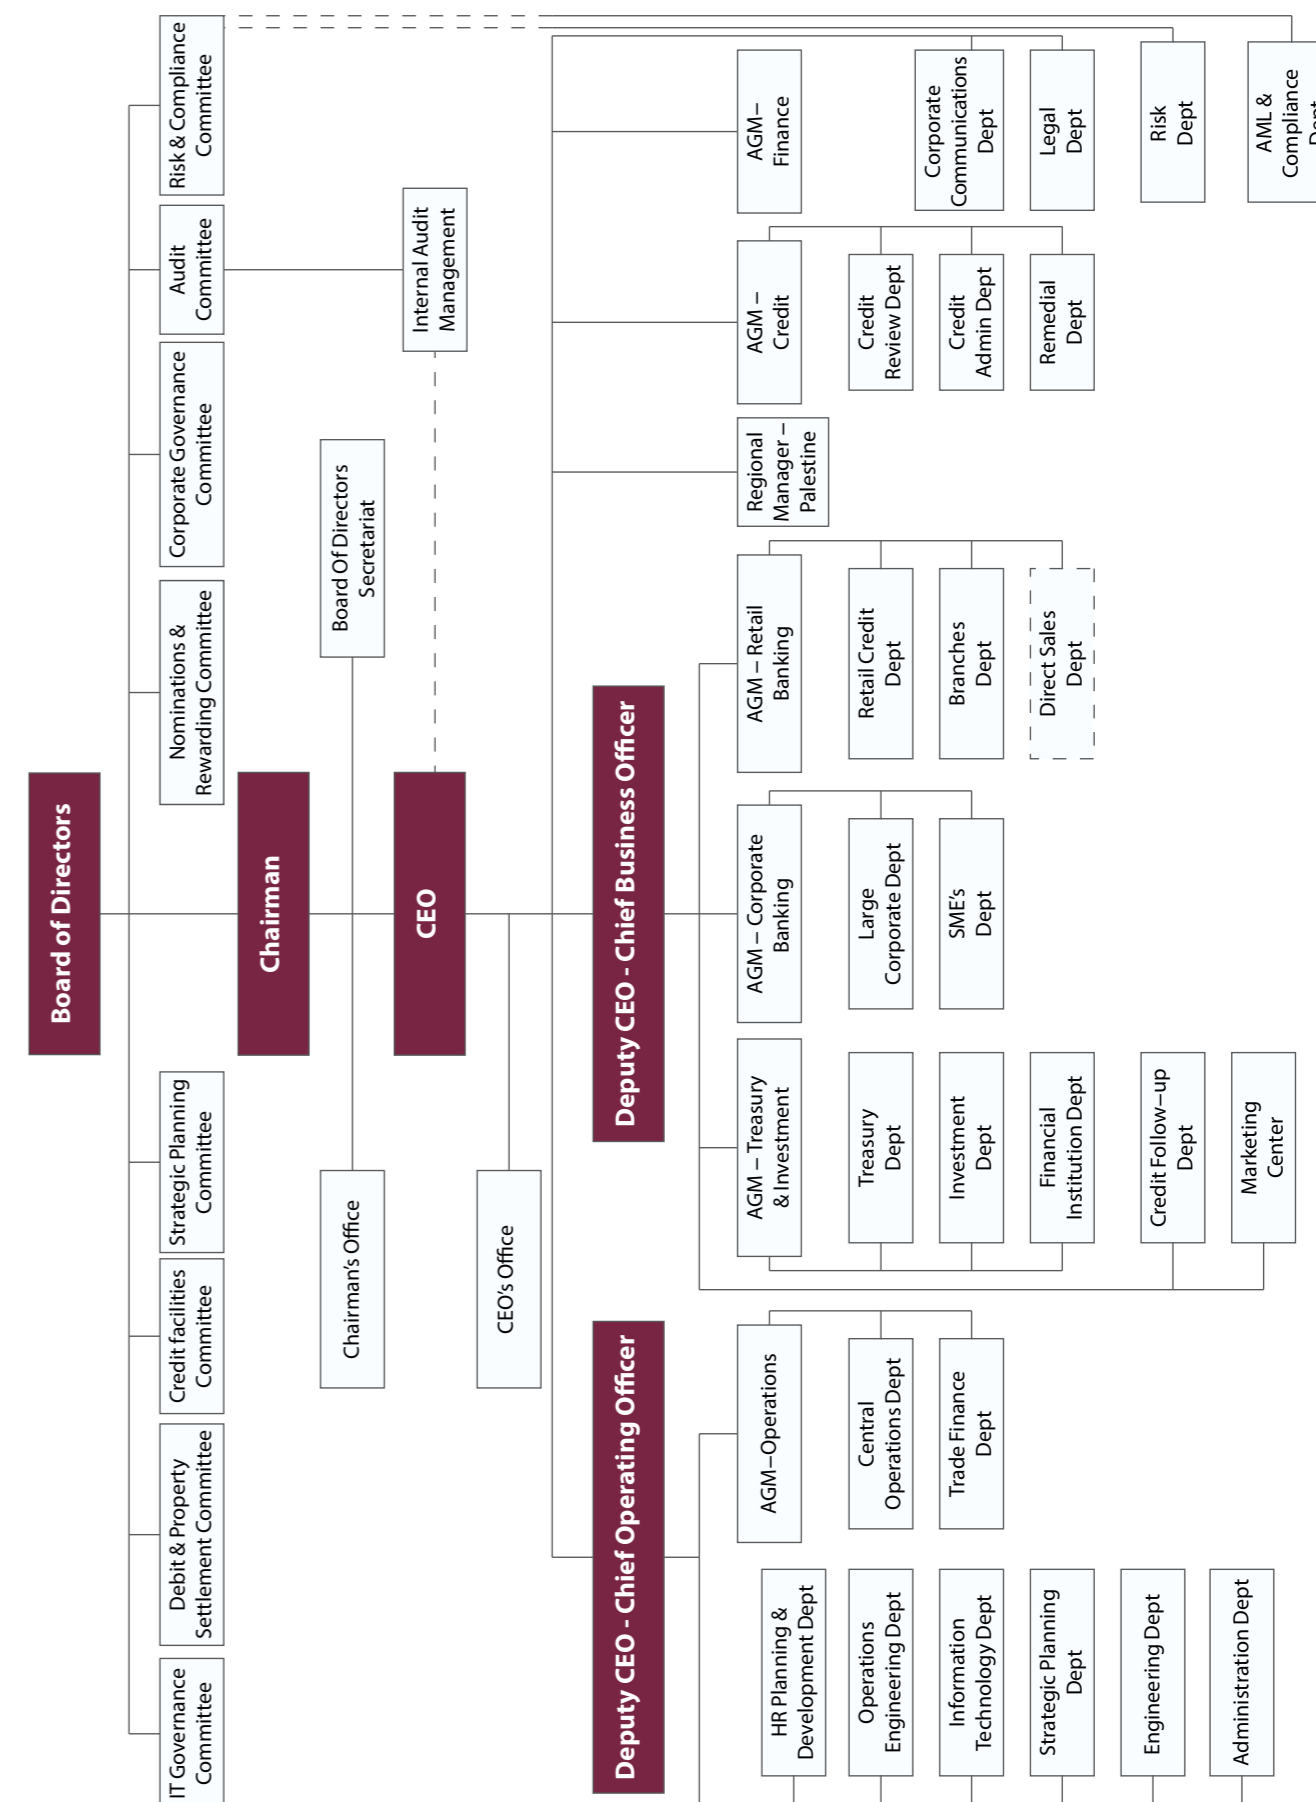 Board of Directors
IT Governance
Committee
Debit & Property
Settlement Committee
Credit facilities
Committee
Strategic Planning
Committee
Nominations &
Rewarding Committee
Corporate Governance
Committee
Audit
Committee
Risk & Compliance
Committee
Chairman
Chairman's Office
Board Of Directors
Secretariat
CEO
Internal Audit
Management
CEO's Office
Deputy CEO - Chief Operating Officer
Deputy CEO - Chief Business Officer
HR Planning &
Development Dept
Operations
Engineering Dept
Information
Technology Dept
Strategic Planning
Dept
Engineering Dept
Administration Dept
AGM–Operations
Central
Operations Dept
Trade Finance
Dept
AGM – Treasury
& Investment
Treasury
Dept
Investment
Dept
Financial
Institution Dept
Credit Follow–up
Dept
Marketing
Center
AGM – Corporate
Banking
Large
Corporate Dept
SME's
Dept
AGM – Retail
Banking
Retail Credit
Dept
Branches
Dept
Direct Sales
Dept
Regional
Manager –
Palestine
AGM –
Credit
Credit
Review Dept
Credit
Admin Dept
Remedial
Dept
AGM–
Finance
Corporate
Communications
Dept
Legal
Dept
Risk
Dept
AML &
Compliance
Dept